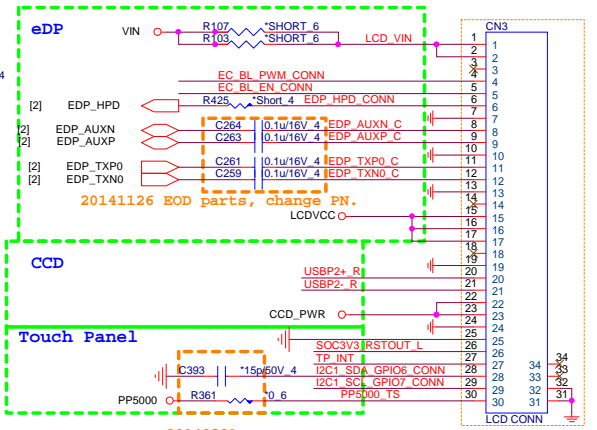 eDP
VIN
R107
*SHORT_6
R103
*SHORT_6
LCD_VIN
CN3
1
2
3
4
5
6
7
8
9
10
11
12
13
14
15
16
17
18
19
20
21
22
23
24
25
26
27
28
29
30
1
2
3
4
5
6
7
8
9
10
11
12
13
14
15
16
17
18
19
20
21
22
23
24
25
26
27
28
29
30
EC_BL_PWM_CONN
EC_BL_EN_CONN
[2] EDP_HPD
R425
*Short_4
EDP_HPD_CONN
[2] EDP_AUXN
C264
0.1u/16V_4
EDP_AUXN_C
[2] EDP_AUXP
C263
0.1u/16V_4
EDP_AUXP_C
[2] EDP_TXP0
C261
0.1u/16V_4
EDP_TXP0_C
[2] EDP_TXN0
C259
0.1u/16V_4
EDP_TXN0_C
20141126 EOD parts, change PN.
LCDVCC
CCD
USBP2+_R
USBP2-_R
CCD_PWR
Touch Panel
SOC3V3_RSTOUT_L
TP_INT
C393
*15p/50V_4
I2C1_SDA_GPIO6_CONN
I2C1_SCL_GPIO7_CONN
PP5000
R361
*0_6
PP5000_TS
34
33
32
31
34
33
32
31
LCD CONN